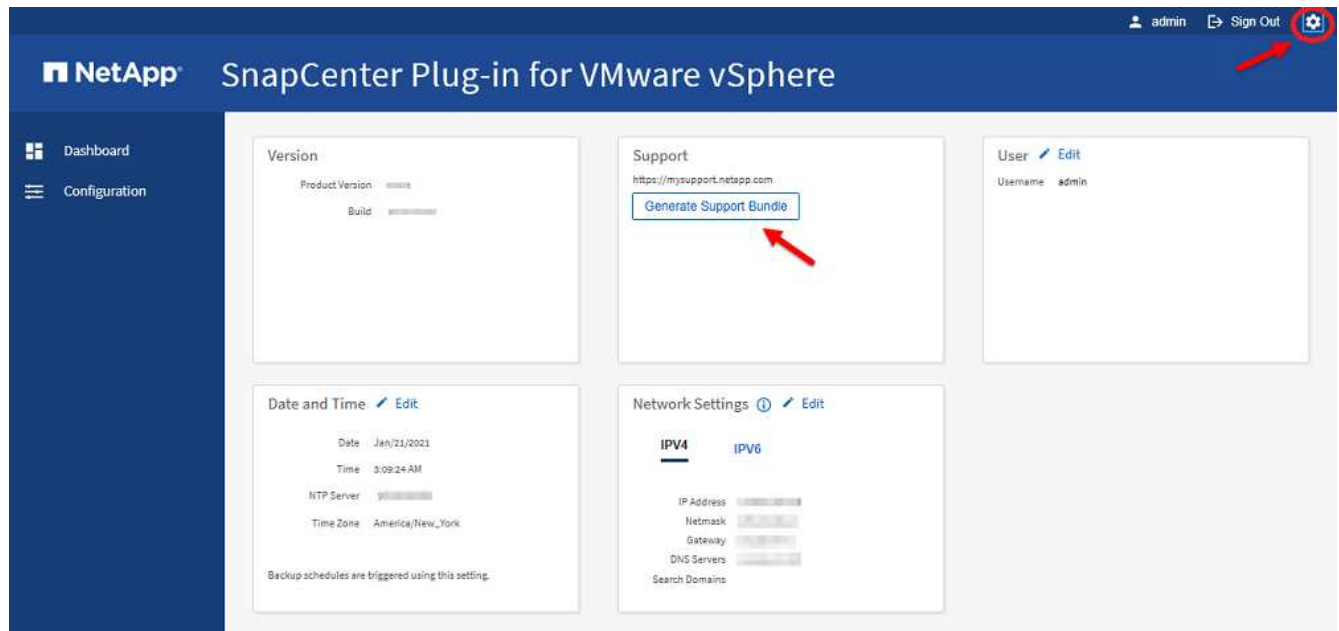 admin Sign Out
NetApp SnapCenter Plug-in for VMware vSphere
Dashboard
Configuration
Version
Product Version
Build
Support
https://mysupport.netapp.com
Generate Support Bundle
User Edit
Username admin
Date and Time Edit
Date Jan/21/2021
Time 3:09:24 AM
NTP Server
Time Zone America/New_York
Backup schedules are triggered using this setting.
Network Settings Edit
IPV4 IPV6
IP Address
Netmask
Gateway
DNS Servers
Search Domains